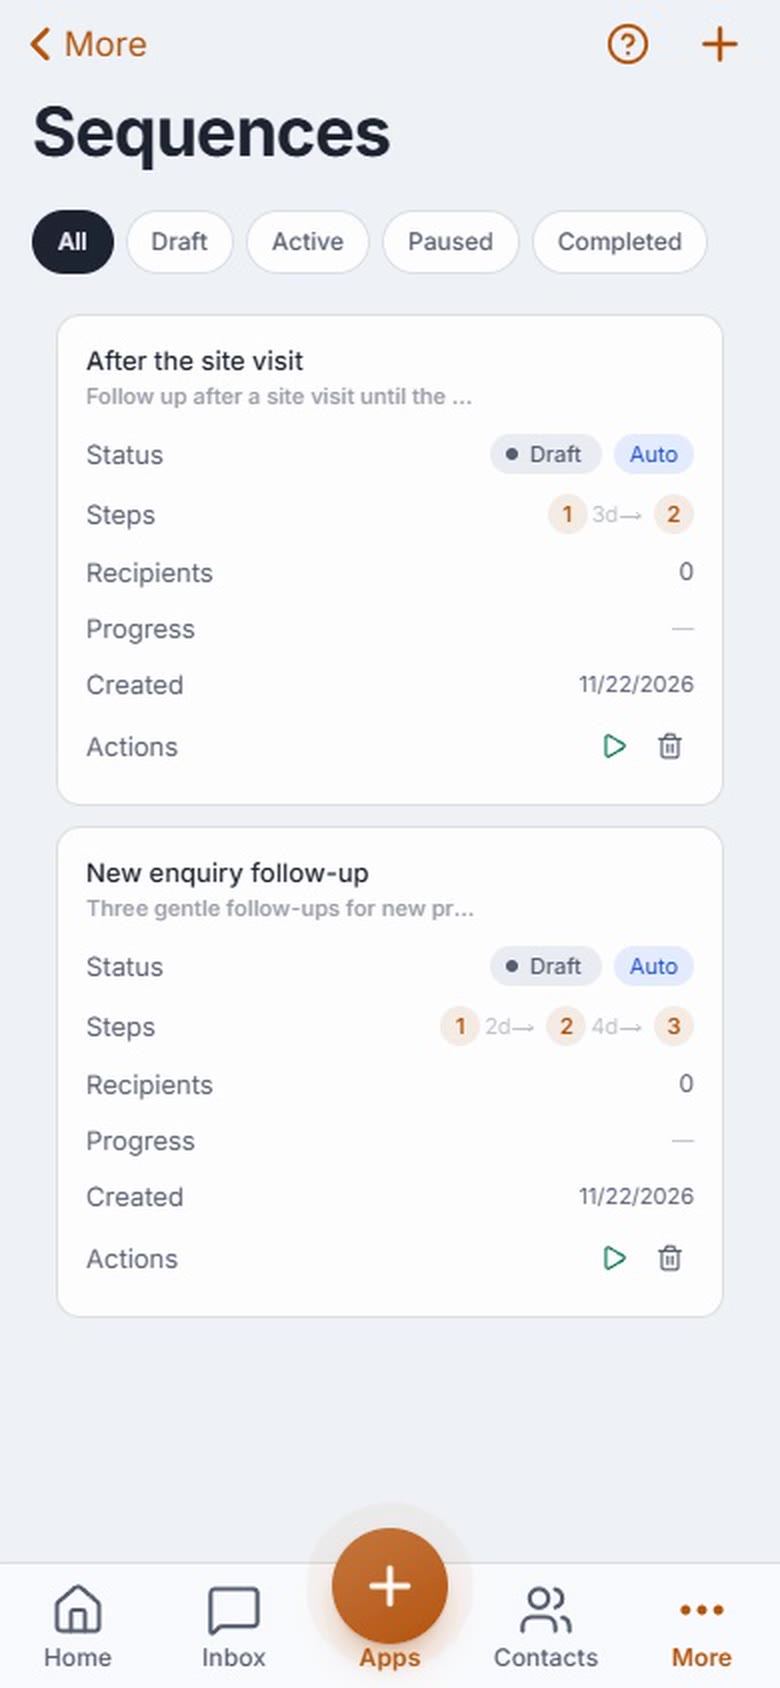 More
Sequences
All Draft Active Paused Completed
After the site visit
Follow up after a site visit until the ...
Status Draft Auto
Steps 1 3d→ 2
Recipients 0
Progress —
Created 11/22/2026
Actions
New enquiry follow-up
Three gentle follow-ups for new pr...
Status Draft Auto
Steps 1 2d→ 2 4d→ 3
Recipients 0
Progress —
Created 11/22/2026
Actions
Home Inbox Apps Contacts More